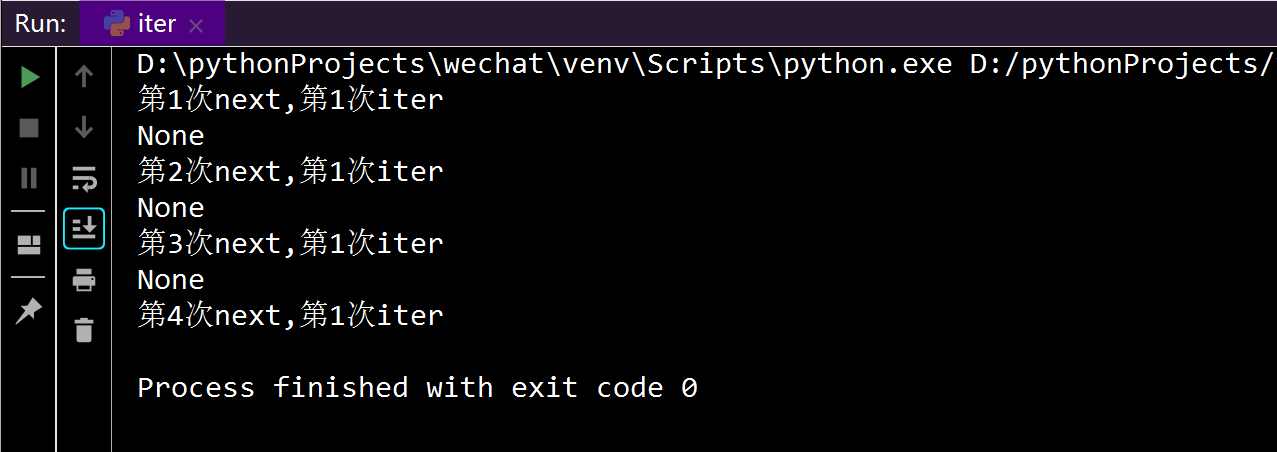 Run: iter
D:\pythonProjects\wechat\venv\Scripts\python.exe D:/pythonProjects/
第1次next,第1次iter
None
第2次next,第1次iter
None
第3次next,第1次iter
None
第4次next,第1次iter
Process finished with exit code 0